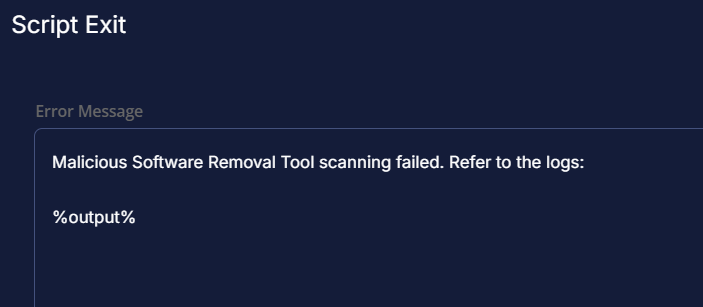 Script Exit
Error Message
Malicious Software Removal Tool scanning failed. Refer to the logs:
%output%